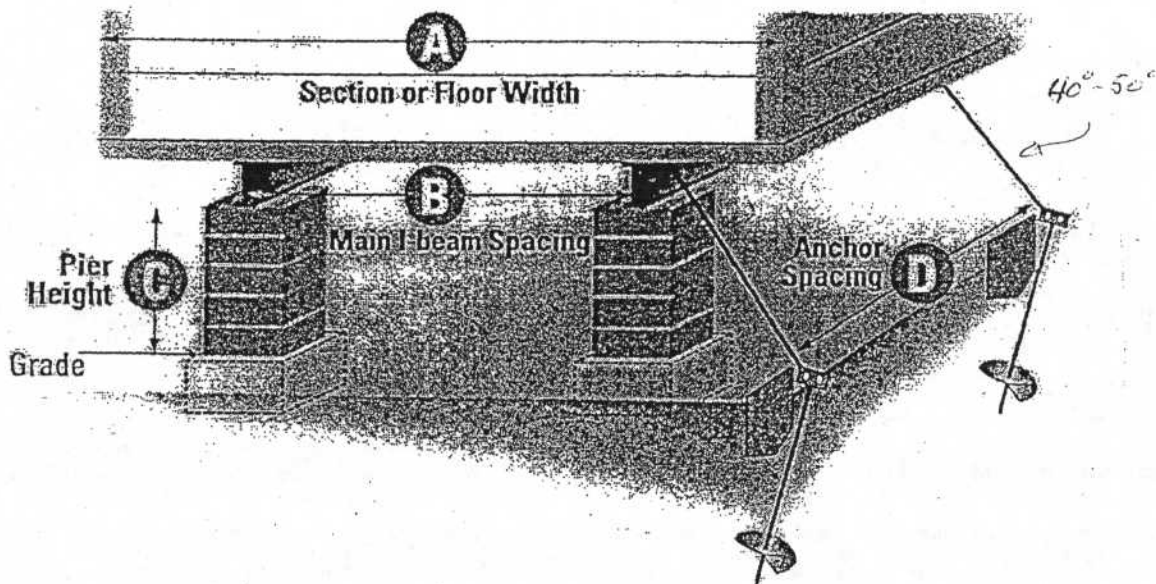 A
Section or Floor Width
40°-50°
B
Main I-beam Spacing
Pier
Height
C
Anchor
Spacing
D
Grade